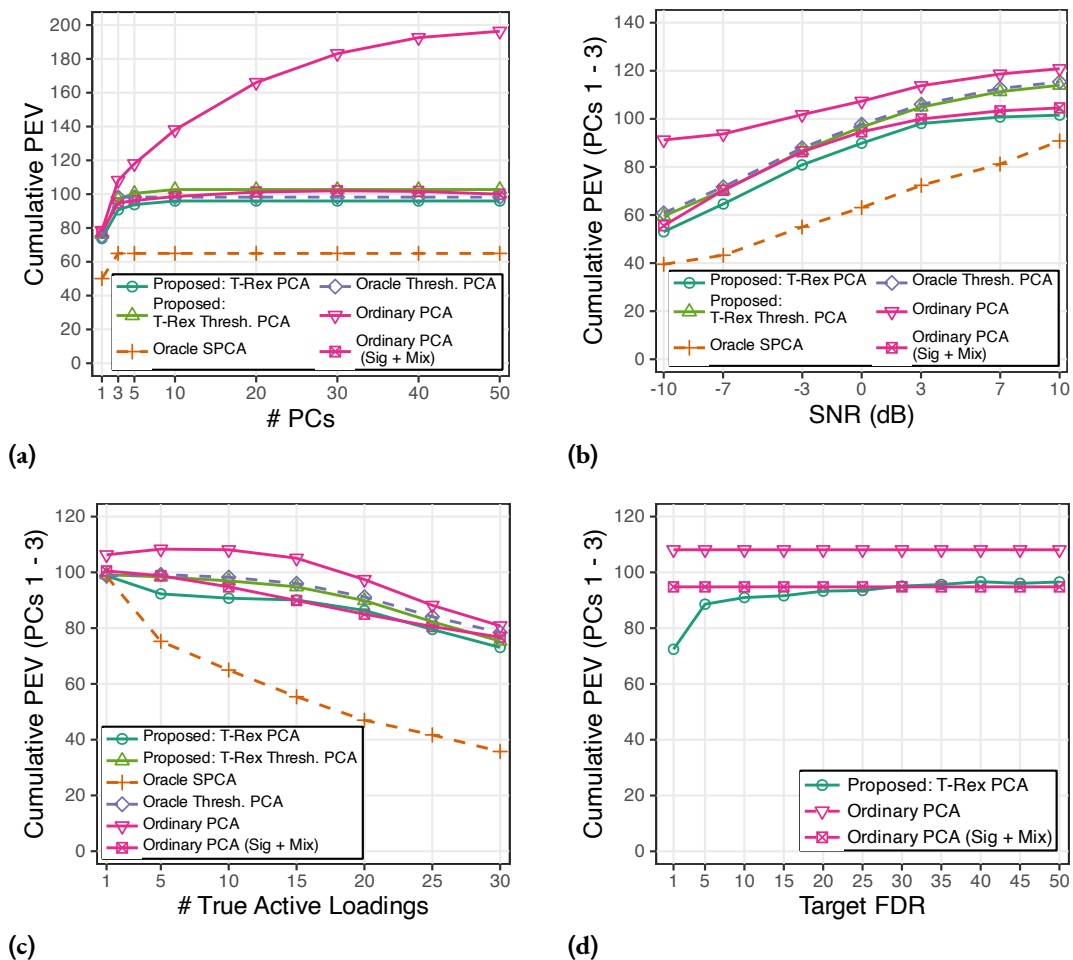 200
180
160
140
120
100
80
60
40
20
0
Cumulative PEV
Proposed: T-Rex PCA
Proposed:
T-Rex Thresh. PCA
Oracle SPCA
Oracle Thresh. PCA
Ordinary PCA
Ordinary PCA
(Sig + Mix)
1 3 5 10 20 30 40 50
# PCs
(a)
140
120
100
80
60
40
20
0
Cumulative PEV (PCs 1 - 3)
Proposed: T-Rex PCA
Proposed:
T-Rex Thresh. PCA
Oracle SPCA
Oracle Thresh. PCA
Ordinary PCA
Ordinary PCA
(Sig + Mix)
-10 -7 -3 0 3 7 10
SNR (dB)
(b)
120
100
80
60
40
20
0
Cumulative PEV (PCs 1 - 3)
Proposed: T-Rex PCA
Proposed: T-Rex Thresh. PCA
Oracle SPCA
Oracle Thresh. PCA
Ordinary PCA
Ordinary PCA (Sig + Mix)
1 5 10 15 20 25 30
# True Active Loadings
(c)
120
100
80
60
40
20
0
Cumulative PEV (PCs 1 - 3)
Proposed: T-Rex PCA
Ordinary PCA
Ordinary PCA (Sig + Mix)
1 5 10 15 20 25 30 35 40 45 50
Target FDR
(d)